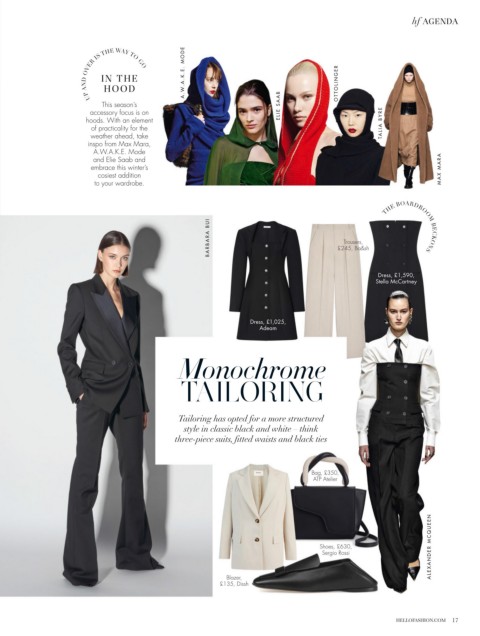 hf AGENDA
UP AND OVER IS THE WAY TO GO
IN THE
HOOD
This season's
accessory focus is on
hoods. With an element
of practicality for the
weather ahead, take
inspo from Max Mara,
A.W.A.K.E. Mode
and Elie Saab and
embrace this winter's
cosiest addition
to your wardrobe.
A.W.A.K.E. MODE
ELIE SAAB
OTTOLINGER
TALIA BYRE
MAX MARA
BARBARA BUI
THE BOARDROOM BECKONS
Trousers,
£245, Rohsh
Dress, £1,590,
Stella McCartney
Dress, £1,025,
Adeam
Monochrome
TAILORING
Tailoring has opted for a more structured
style in classic black and white – think
three-piece suits, fitted waists and black ties
Bag, £350,
ATP Atelier
Shoes, £630,
Sergio Rossi
Blazer,
£135,
ALEXANDER MCQUEEN
HELLOFASHION.COM 17